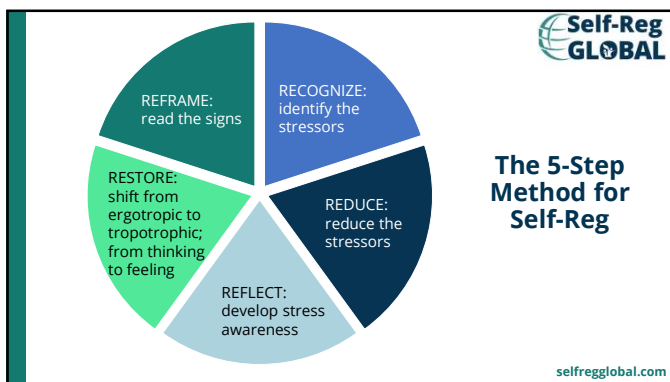 Self-Reg
GLOBAL
REFRAME:
read the signs
RECOGNIZE:
identify the
stressors
RESTORE:
shift from
ergotropic to
tropotrophic;
from thinking
to feeling
REDUCE:
reduce the
stressors
REFLECT:
develop stress
awareness
The 5-Step
Method for
Self-Reg
selfregglobal.com